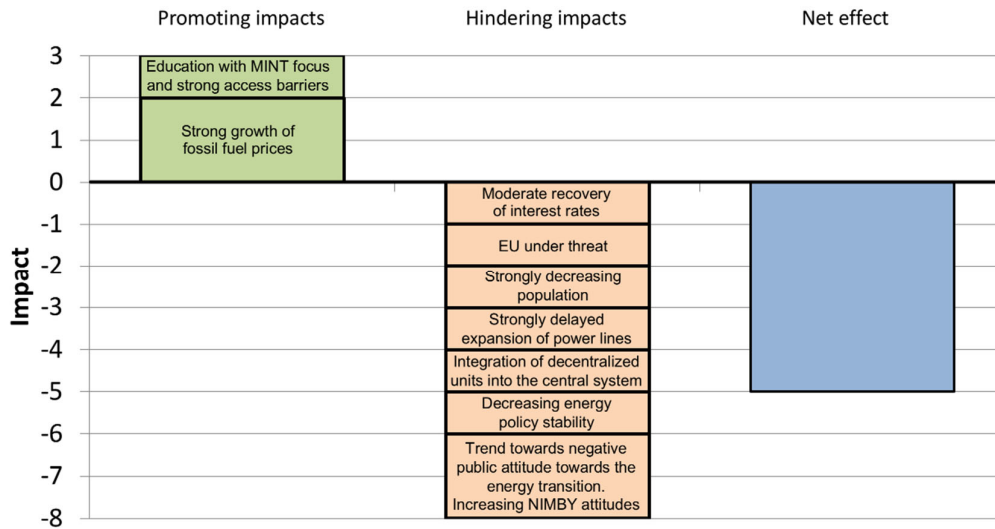 Promoting impacts
Hindering impacts
Net effect
Impact
3
2
1
0
-1
-2
-3
-4
-5
-6
-7
-8
Education with MINT focus
and strong access barriers
Strong growth of
fossil fuel prices
Moderate recovery
of interest rates
EU under threat
Strongly decreasing
population
Strongly delayed
expansion of power lines
Integration of decentralized
units into the central system
Decreasing energy
policy stability
Trend towards negative
public attitude towards the
energy transition.
Increasing NIMBY attitudes